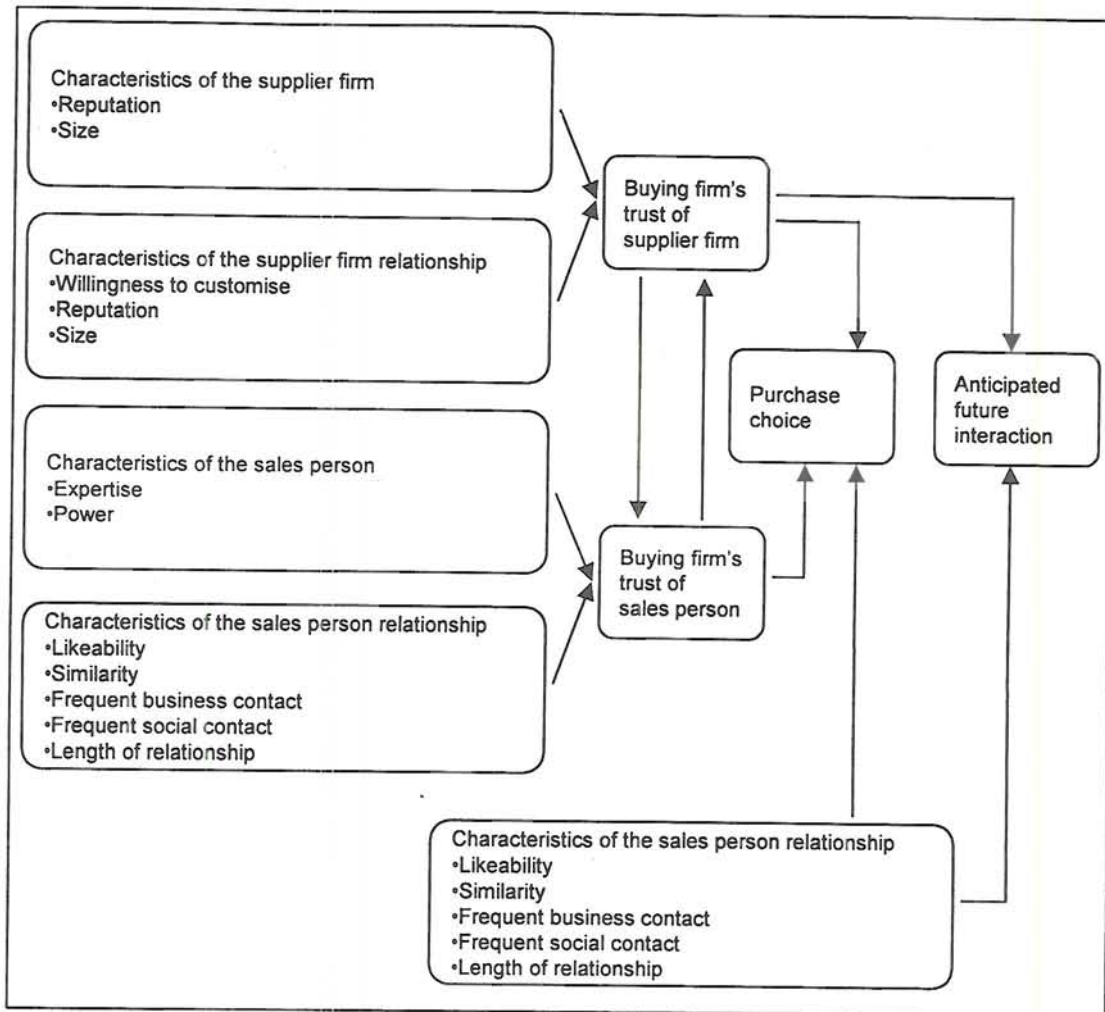 Characteristics of the supplier firm
•Reputation
•Size
Buying firm's
trust of
supplier firm
Characteristics of the supplier firm relationship
•Willingness to customise
•Reputation
•Size
Purchase
choice
Anticipated
future
interaction
Characteristics of the sales person
•Expertise
•Power
Buying firm's
trust of
sales person
Characteristics of the sales person relationship
•Likeability
•Similarity
•Frequent business contact
•Frequent social contact
•Length of relationship
Characteristics of the sales person relationship
•Likeability
•Similarity
•Frequent business contact
•Frequent social contact
•Length of relationship